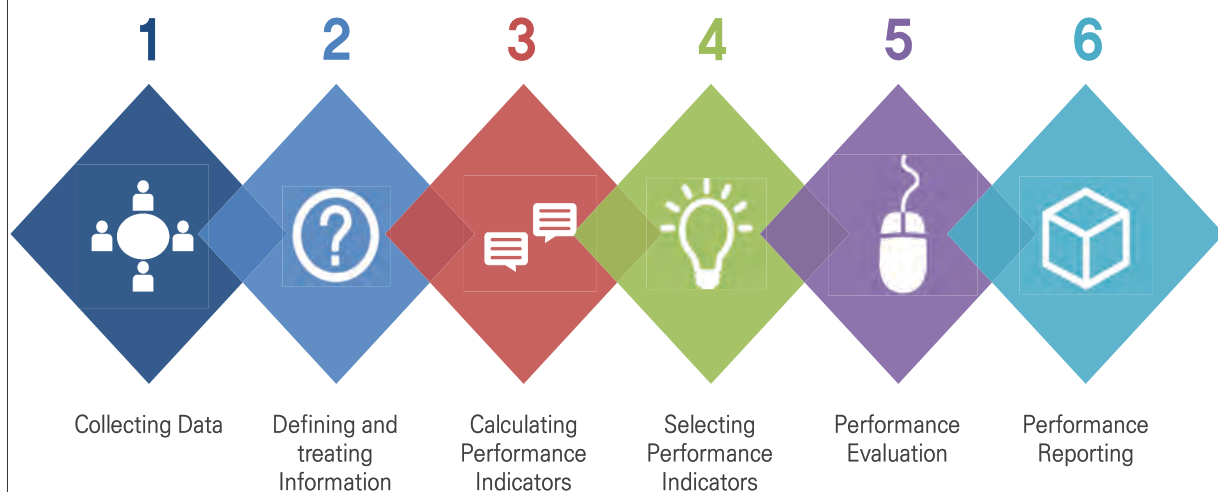 1
2
3
4
5
6
Collecting Data
Defining and
treating
Information
Calculating
Performance
Indicators
Selecting
Performance
Indicators
Performance
Evaluation
Performance
Reporting